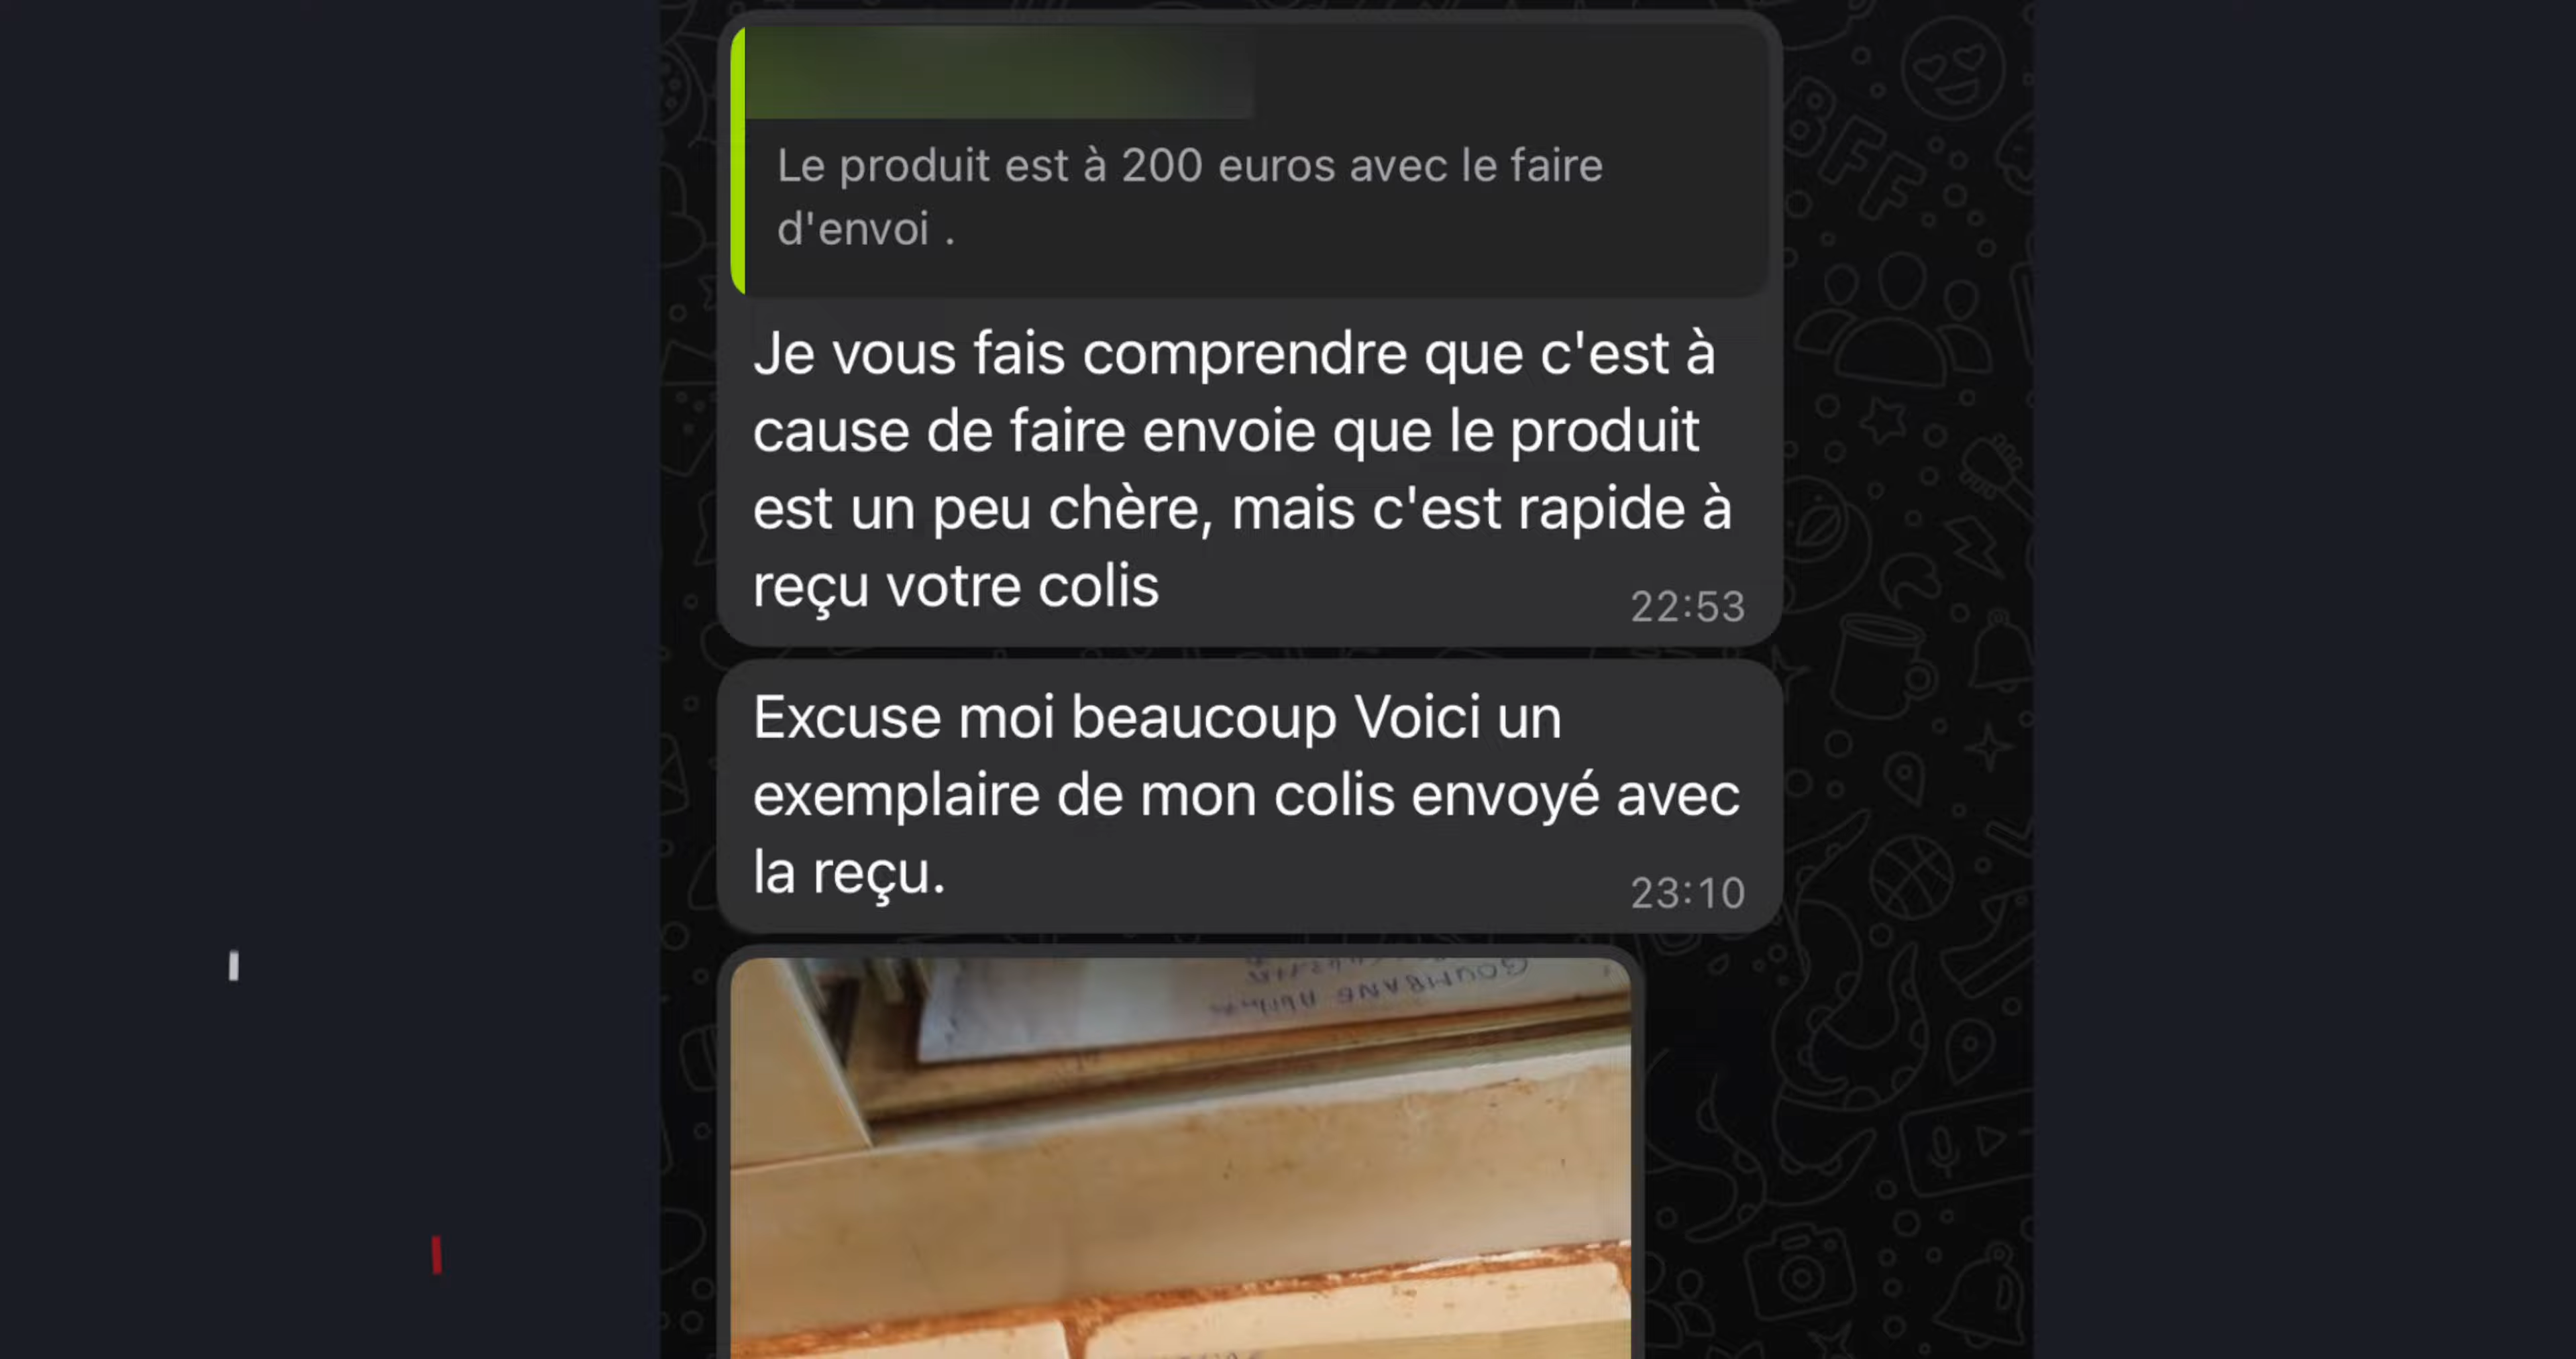 Le produit est à 200 euros avec le faire
d'envoi .
Je vous fais comprendre que c'est à
cause de faire envoie que le produit
est un peu chère, mais c'est rapide à
reçu votre colis
22:53
Excuse moi beaucoup Voici un
exemplaire de mon colis envoyé avec
la reçu.
23:10